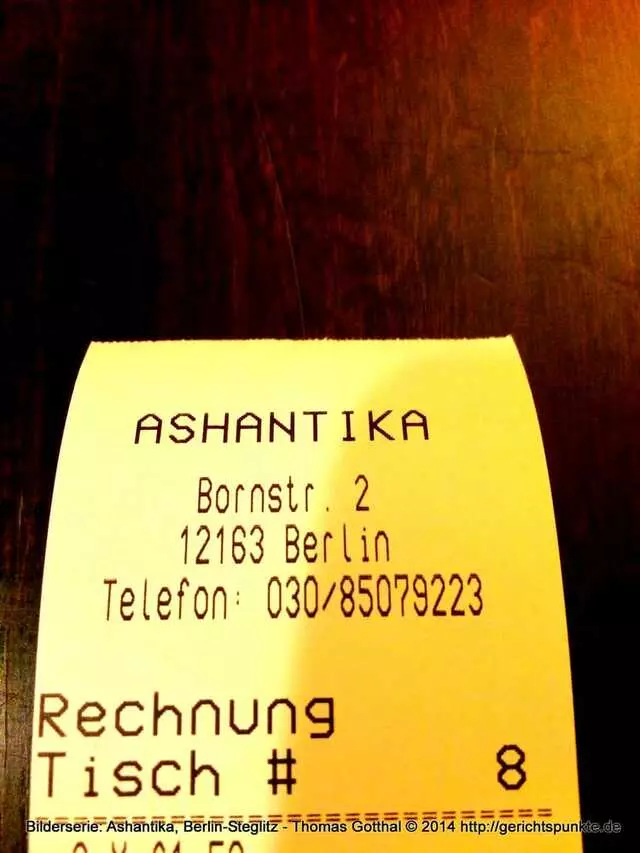 ASHANTIKA
Bornstr. 2
12163 Berlin
Telefon: 030/85079223
Rechnung
Tisch # 8
Bilderserie: Ashantika, Berlin-Steglitz - Thomas Gotthal © 2014 http://gerichtspunkte.de